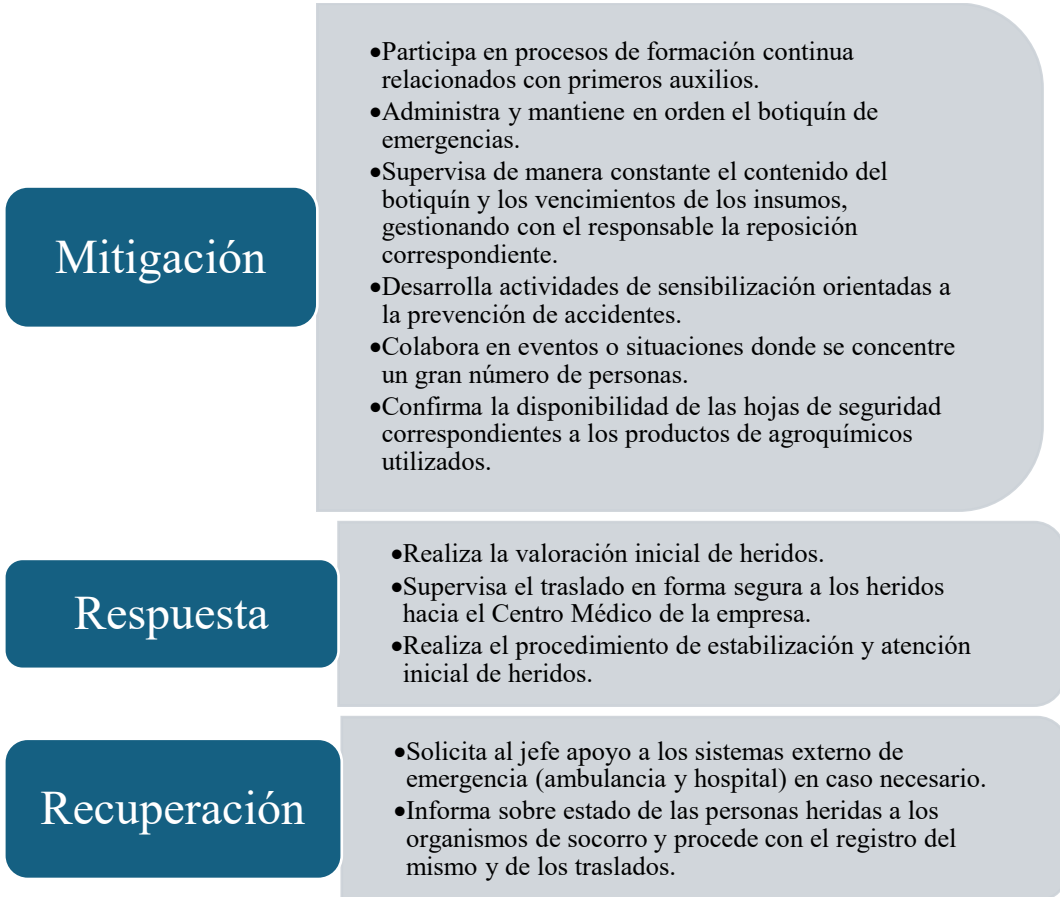 Mitigación
•Participa en procesos de formación continua
relacionados con primeros auxilios.
•Administra y mantiene en orden el botiquín de
emergencias.
•Supervisa de manera constante el contenido del
botiquín y los vencimientos de los insumos,
gestionando con el responsable la reposición
correspondiente.
•Desarrolla actividades de sensibilización orientadas a
la prevención de accidentes.
•Colabora en eventos o situaciones donde se concentre
un gran número de personas.
•Confirma la disponibilidad de las hojas de seguridad
correspondientes a los productos de agroquímicos
utilizados.
Respuesta
•Realiza la valoración inicial de heridos.
•Supervisa el traslado en forma segura a los heridos
hacia el Centro Médico de la empresa.
•Realiza el procedimiento de estabilización y atención
inicial de heridos.
Recuperación
•Solicita al jefe apoyo a los sistemas externo de
emergencia (ambulancia y hospital) en caso necesario.
•Informa sobre estado de las personas heridas a los
organismos de socorro y procede con el registro del
mismo y de los traslados.